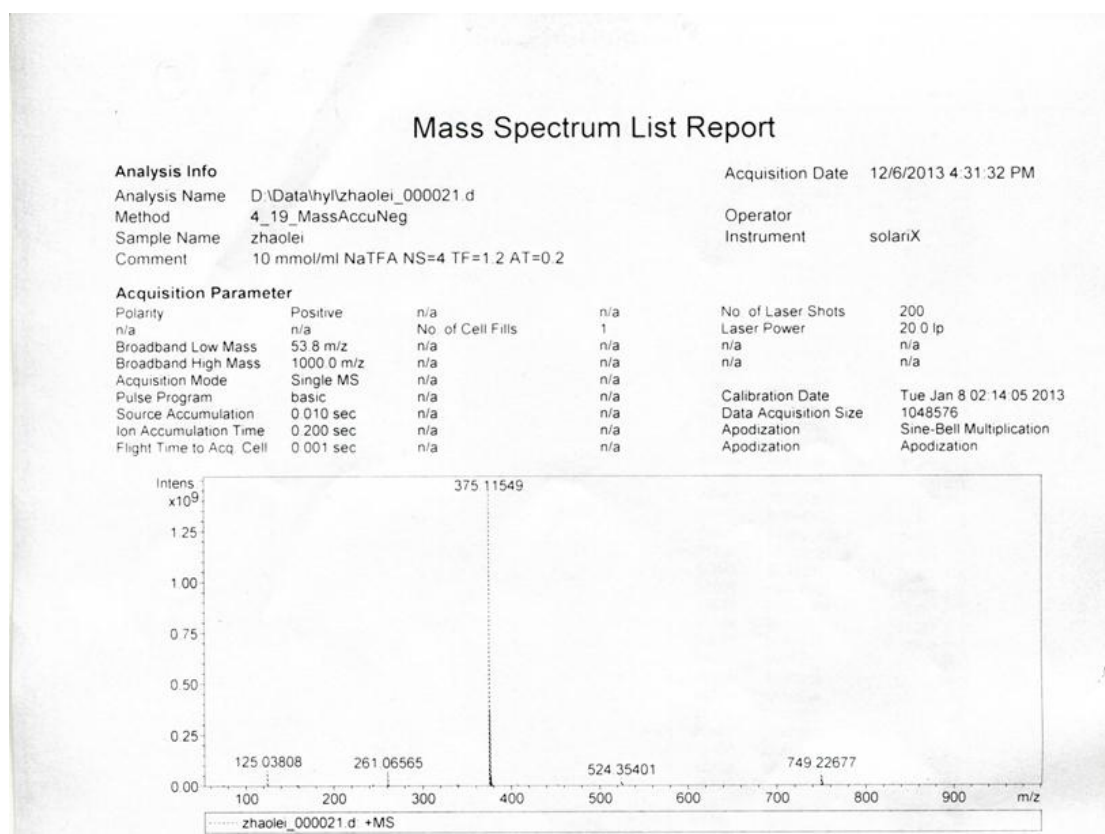 Mass Spectrum List Report
Analysis Info
Acquisition Date 12/6/2013 4:31:32 PM
Analysis Name D:\Data\hyl\zhaolei_000021.d
Method 4_19_MassAccuNeg
Operator
Sample Name zhaolei
Instrument solariX
Comment 10 mmol/ml NaTFA NS=4 TF=1.2 AT=0.2
Acquisition Parameter
Polarity Positive n/a n/a No. of Laser Shots 200
n/a n/a No. of Cell Fills 1 Laser Power 20.0 lp
Broadband Low Mass 53.8 m/z n/a n/a n/a n/a
Broadband High Mass 1000.0 m/z n/a n/a n/a n/a
Acquisition Mode Single MS n/a n/a
Pulse Program basic n/a n/a Calibration Date Tue Jan 8 02:14:05 2013
Source Accumulation 0.010 sec n/a n/a Data Acquisition Size 1048576
Ion Accumulation Time 0.200 sec n/a n/a Apodization Sine-Bell Multiplication
Flight Time to Acq. Cell 0.001 sec n/a n/a Apodization Apodization
Intens.
x10⁹
375.11549
1.25
1.00
0.75
0.50
0.25
125.03808 261.06565 524.35401 749.22677
0.00
100 200 300 400 500 600 700 800 900 m/z
zhaolei_000021.d: +MS